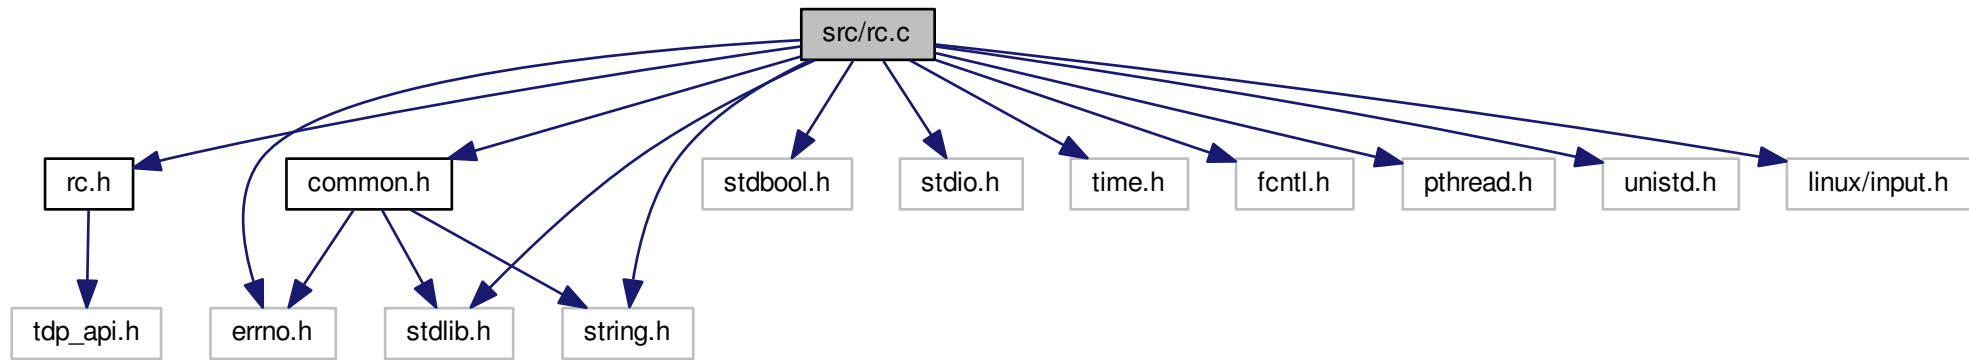 src/rc.c
rc.h
common.h
stdbool.h
stdio.h
time.h
fcntl.h
pthread.h
unistd.h
linux/input.h
tdp_api.h
errno.h
stdlib.h
string.h